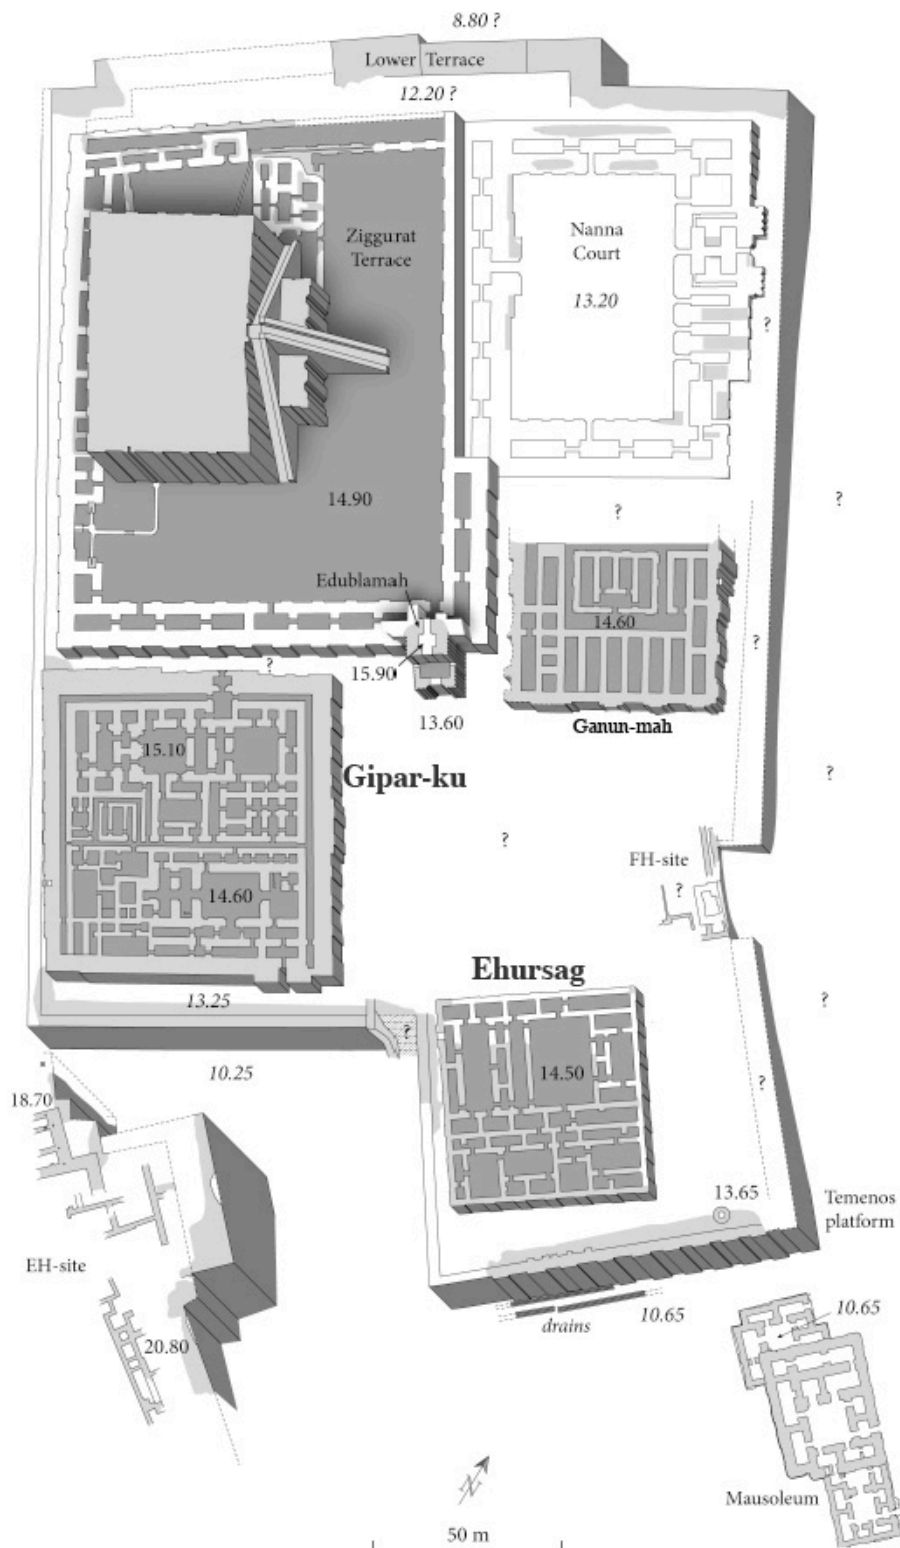 8.80 ?
Lower Terrace
12.20 ?
Ziggurat
Terrace
Nanna
Court
13.20
?
14.90
?
?
Edublamah
14.60
15.90
?
?
13.60
Ganun-mah
15.10
Gipar-ku
?
?
FH-site
?
14.60
Ehursag
13.25
?
?
14.50
10.25
?
18.70
13.65
Temenos
platform
EH-site
10.65
drains
10.65
20.80
N
Mausoleum
50 m